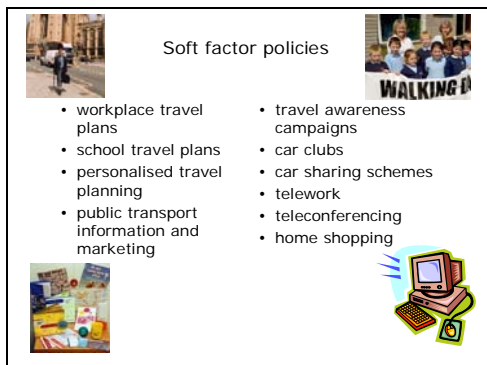 Soft factor policies
WALKING
• workplace travel
plans
• school travel plans
• personalised travel
planning
• public transport
information and
marketing
• travel awareness
campaigns
• car clubs
• car sharing schemes
• telework
• teleconferencing
• home shopping